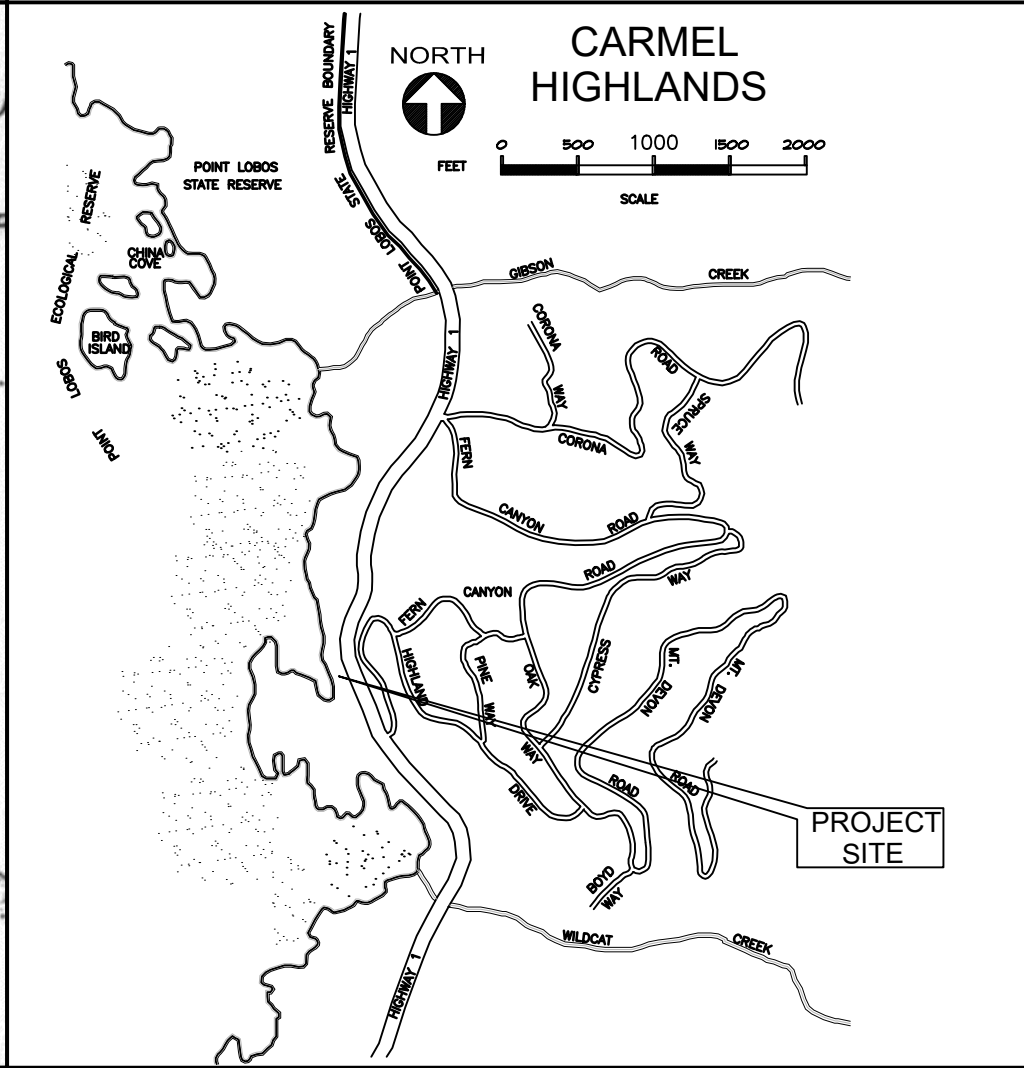 CARMEL
HIGHLANDS
NORTH
RESERVE BOUNDARY
HIGHWAY 1
0 500 1000 1500 2000
FEET
SCALE
POINT LOBOS
STATE RESERVE
POINT LOBOS STATE
POINT LOBOS ECOLOGICAL RESERVE
CHINA
COVE
BIRD
ISLAND
GIBSON CREEK
HIGHWAY 1
CORONA WAY
CORONA ROAD
SPRUCE WAY
FERN CANYON ROAD
FERN CANYON ROAD
CYPRESS WAY
HIGHLAND DRIVE
PINE WAY
OAK WAY
MT. DEVON ROAD
MT. DEVON ROAD
BOYD WAY
PROJECT
SITE
WILDCAT CREEK
HIGHWAY 1